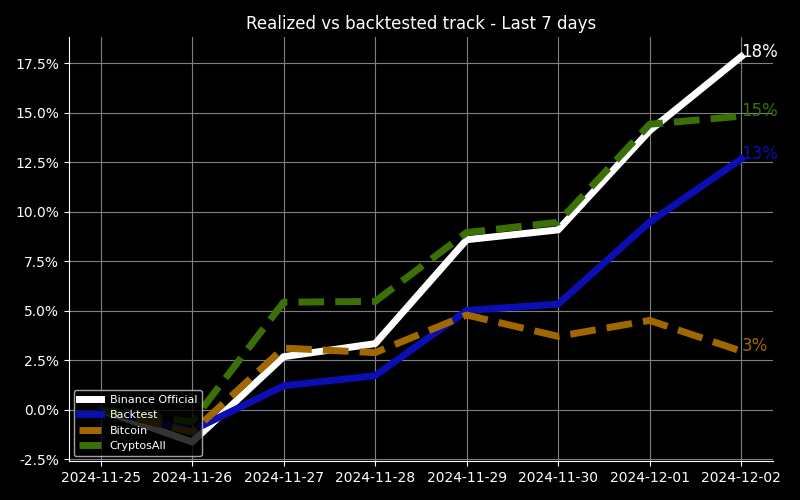 Realized vs backtested track - Last 7 days
17.5%
15.0%
12.5%
10.0%
7.5%
5.0%
2.5%
0.0%
-2.5%
18%
15%
13%
3%
Binance Official
Backtest
Bitcoin
CryptosAll
2024-11-25 2024-11-26 2024-11-27 2024-11-28 2024-11-29 2024-11-30 2024-12-01 2024-12-02